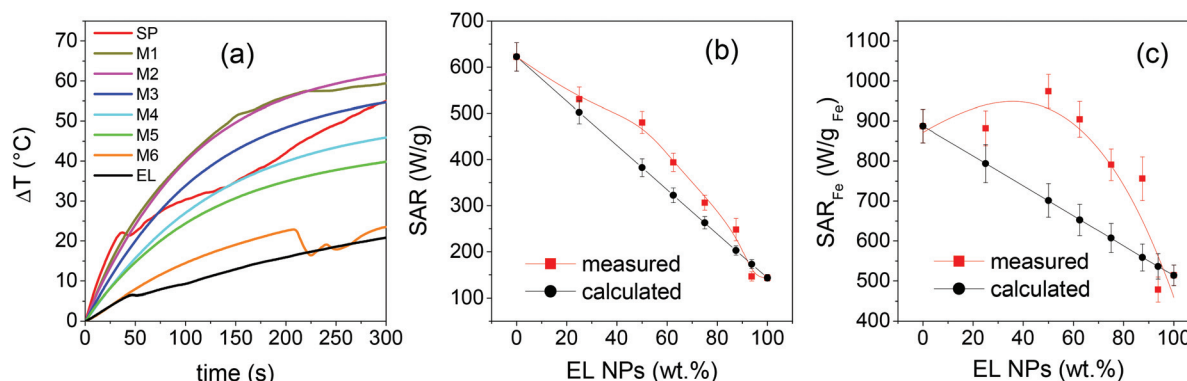 (a)
SP
M1
M2
M3
M4
M5
M6
EL
70
60
50
40
30
20
10
0
ΔT (°C)
0 50 100 150 200 250 300
time (s)
(b)
700
600
500
400
300
200
100
SAR (W/g)
measured
calculated
0 20 40 60 80 100
EL NPs (wt.%)
(c)
1100
1000
900
800
700
600
500
400
SAR Fe (W/g Fe)
measured
calculated
0 20 40 60 80 100
EL NPs (wt.%)